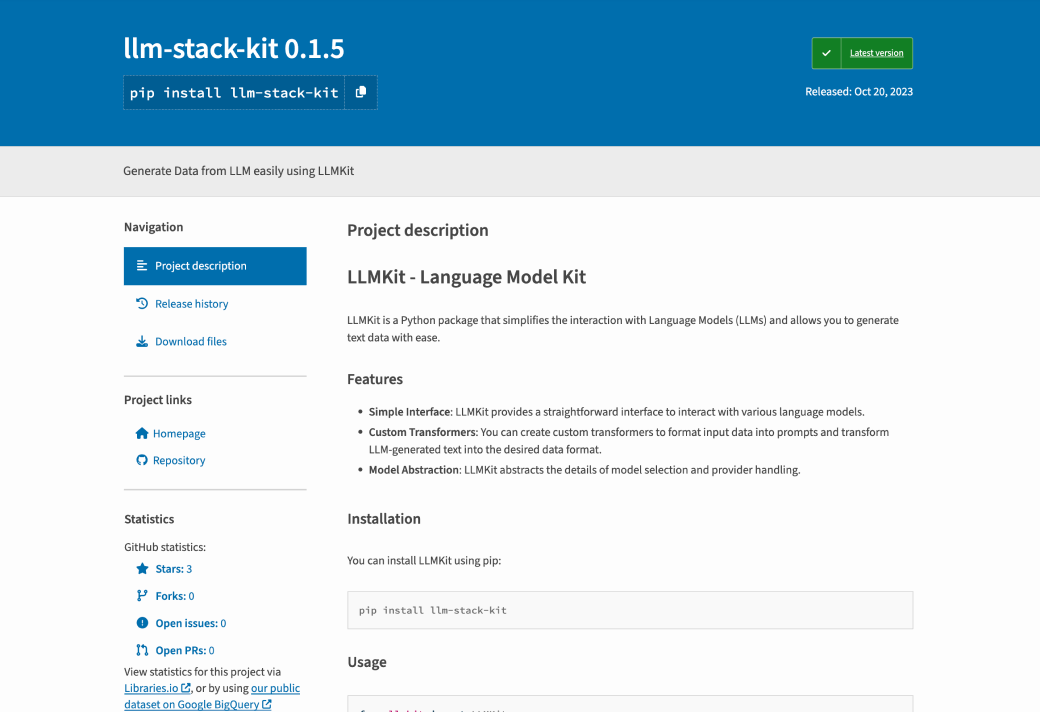 llm-stack-kit 0.1.5
pip install llm-stack-kit
Latest version
Released: Oct 20, 2023
Generate Data from LLM easily using LLMKit
Navigation
Project description
Release history
Download files
Project links
Homepage
Repository
Statistics
GitHub statistics:
Stars: 3
Forks: 0
Open issues: 0
Open PRs: 0
View statistics for this project via
Libraries.io, or by using our public
dataset on Google BigQuery
Project description
LLMKit - Language Model Kit
LLMKit is a Python package that simplifies the interaction with Language Models (LLMs) and allows you to generate
text data with ease.
Features
• Simple Interface: LLMKit provides a straightforward interface to interact with various language models.
• Custom Transformers: You can create custom transformers to format input data into prompts and transform
LLM-generated text into the desired data format.
• Model Abstraction: LLMKit abstracts the details of model selection and provider handling.
Installation
You can install LLMKit using pip:
pip install llm-stack-kit
Usage